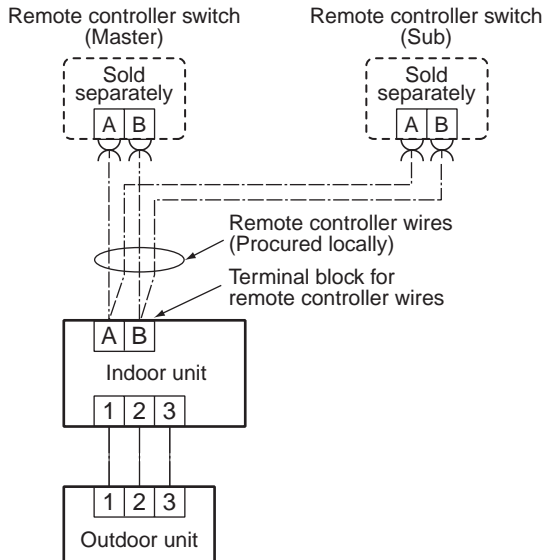 Remote controller switch
(Master)
Remote controller switch
(Sub)
Sold
separately
A B
Sold
separately
A B
Remote controller wires
(Procured locally)
Terminal block for
remote controller wires
A B
Indoor unit
1 2 3
1 2 3
Outdoor unit